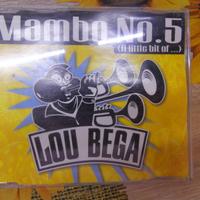 Mambo No.5
(A little bit of ...)
LOU BEGA